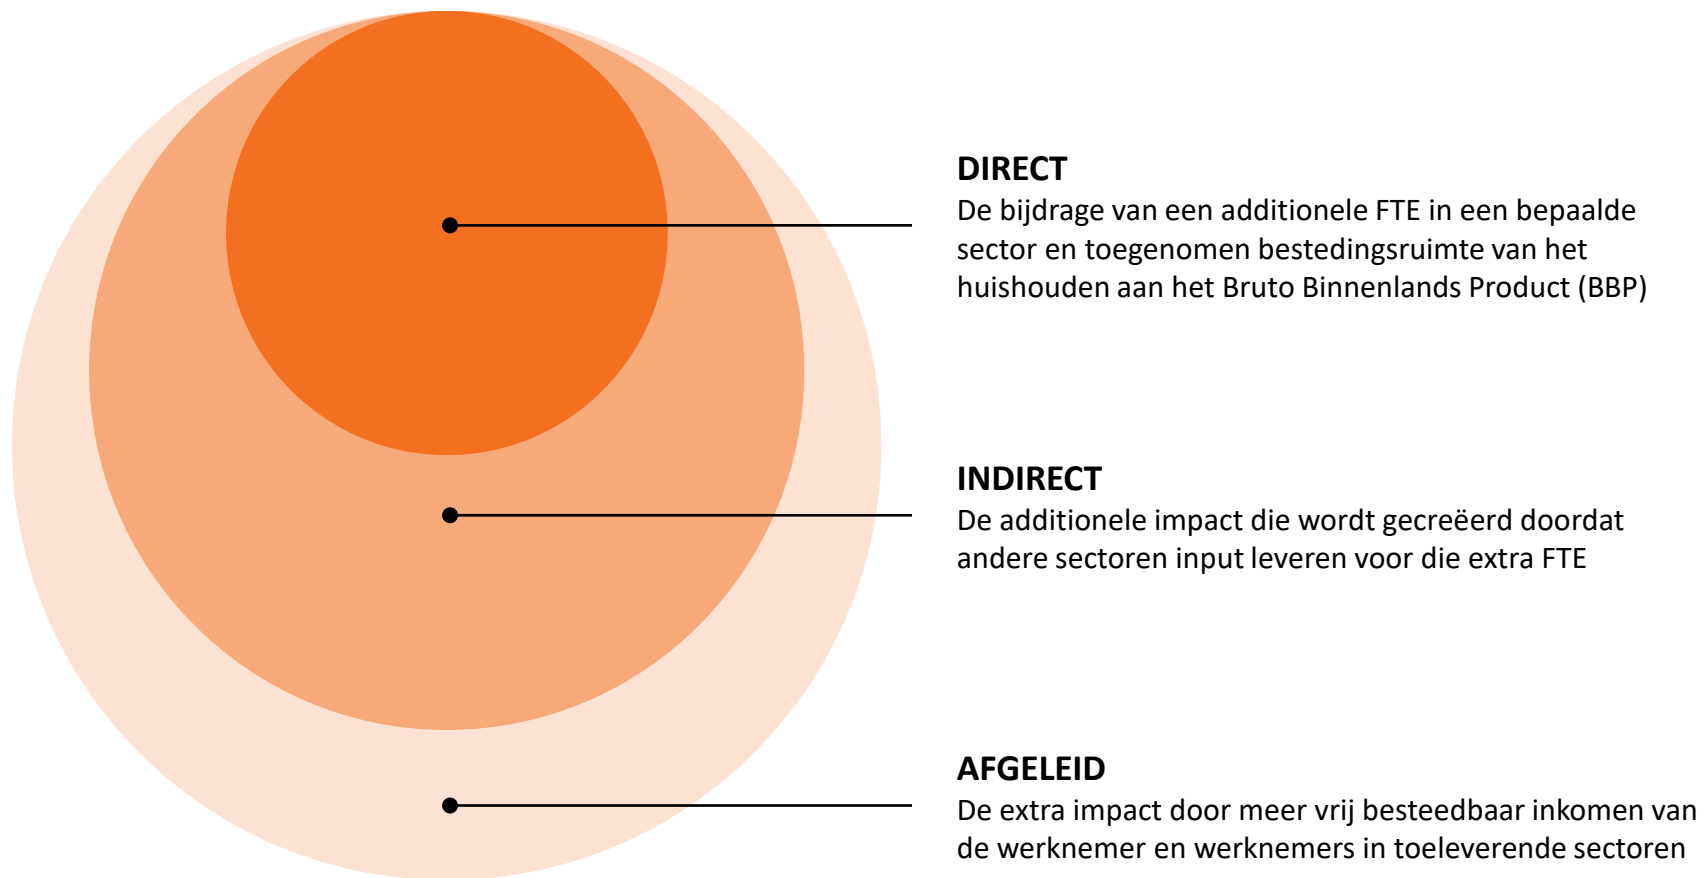 DIRECT
De bijdrage van een additionele FTE in een bepaalde
sector en toegenomen bestedingsruimte van het
huishouden aan het Bruto Binnenlands Product (BBP)
INDIRECT
De additionele impact die wordt gecreëerd doordat
andere sectoren input leveren voor die extra FTE
AFGELEID
De extra impact door meer vrij besteedbaar inkomen van
de werknemer en werknemers in toeleverende sectoren